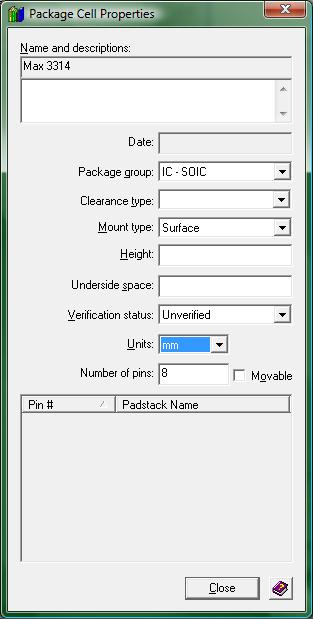 Package Cell Properties
Name and descriptions:
Max 3314
Date:
Package group: IC - SOIC
Clearance type:
Mount type: Surface
Height:
Underside space:
Verification status: Unverified
Units: mm
Number of pins: 8 Movable
Pin # Padstack Name
Close